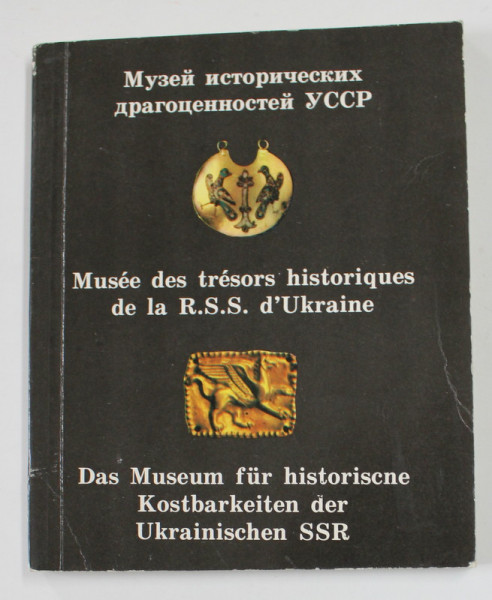 Музей исторических
драгоценностей УССР
Musée des trésors historiques
de la R.S.S. d'Ukraine
Das Museum für historiscne
Kostbarkeiten der
Ukrainischen SSR